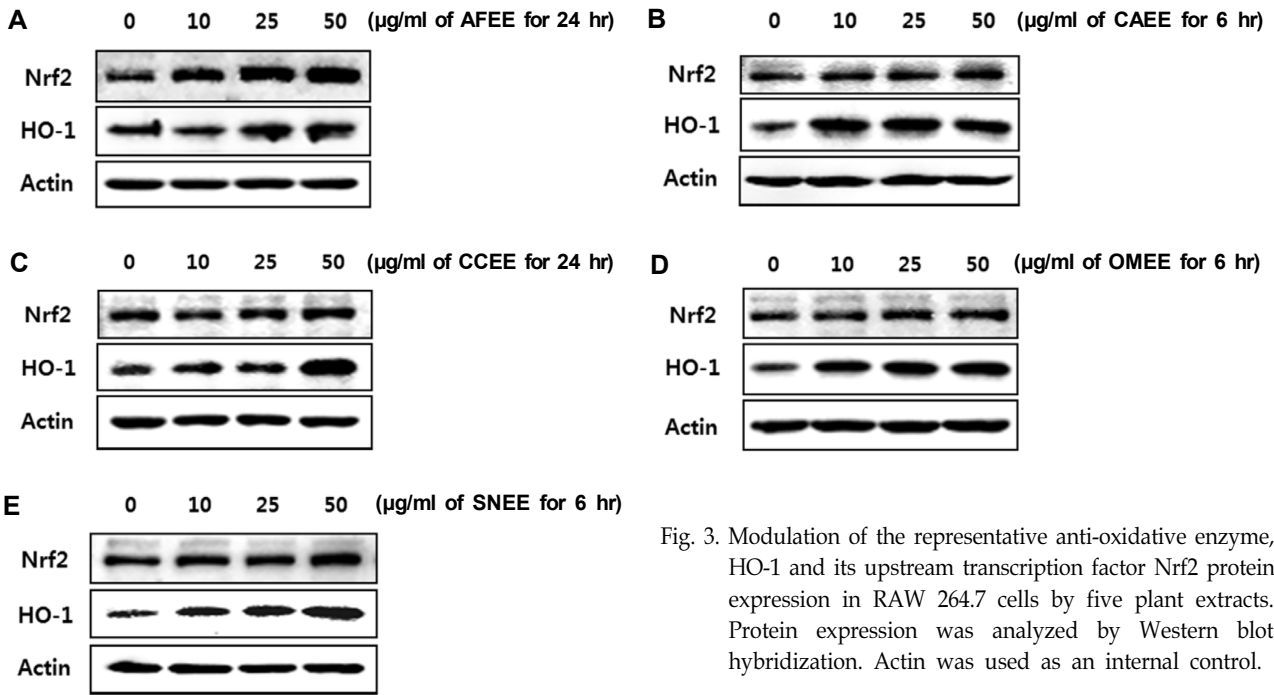 A 0 10 25 50 (µg/ml of AFEE for 24 hr)
Nrf2
HO-1
Actin
B 0 10 25 50 (µg/ml of CAEE for 6 hr)
Nrf2
HO-1
Actin
C 0 10 25 50 (µg/ml of CCEE for 24 hr)
Nrf2
HO-1
Actin
D 0 10 25 50 (µg/ml of OMEE for 6 hr)
Nrf2
HO-1
Actin
E 0 10 25 50 (µg/ml of SNEE for 6 hr)
Nrf2
HO-1
Actin
Fig. 3. Modulation of the representative anti-oxidative enzyme,
HO-1 and its upstream transcription factor Nrf2 protein
expression in RAW 264.7 cells by five plant extracts.
Protein expression was analyzed by Western blot
hybridization. Actin was used as an internal control.